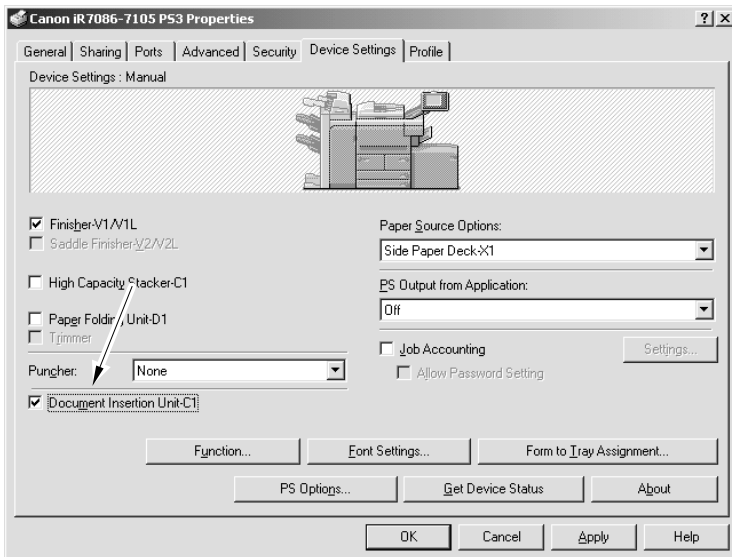 Canon iR7086-7105 PS3 Properties
General Sharing Ports Advanced Security Device Settings Profile
Device Settings : Manual
Finisher-V1/V1L
Saddle Finisher-V2/V2L
High Capacity Stacker-C1
Paper Folding Unit-D1
Trimmer
Puncher: None
Document Insertion Unit-C1
Paper Source Options:
Side Paper Deck-X1
PS Output from Application:
Off
Job Accounting Settings...
Allow Password Setting
Function... Font Settings... Form to Tray Assignment...
PS Options... Get Device Status About
OK Cancel Apply Help